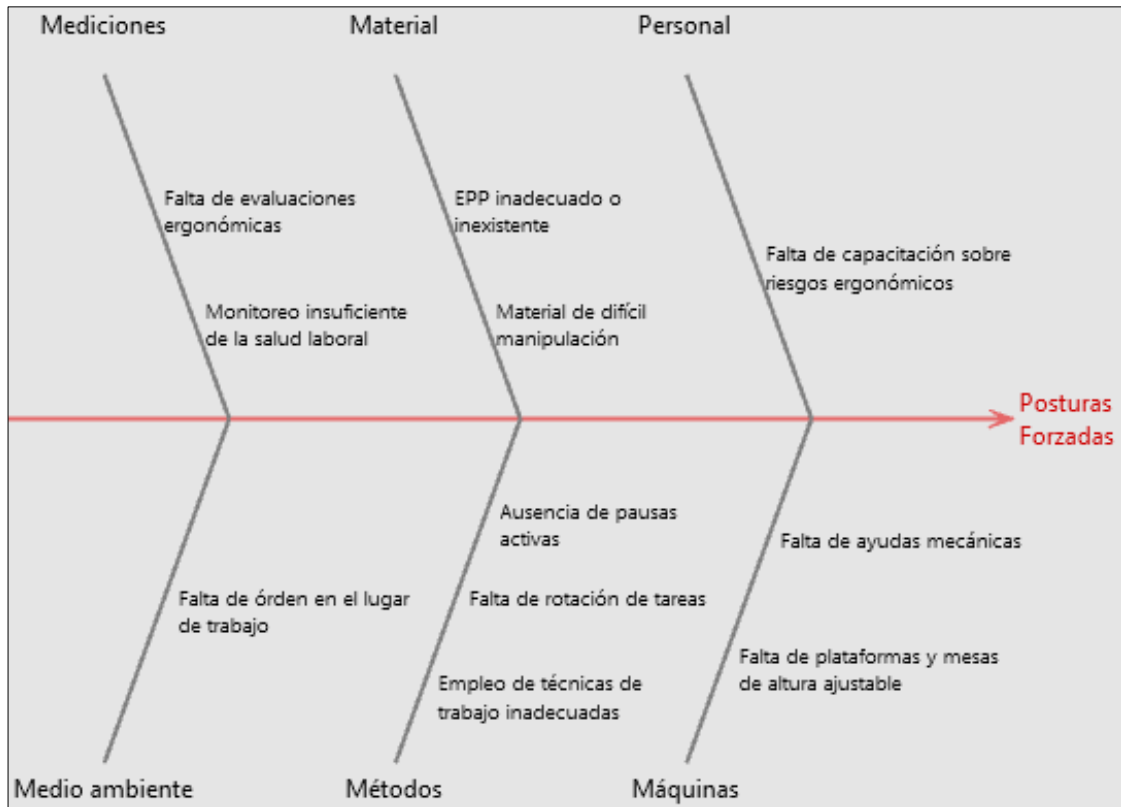 Mediciones
Material
Personal
Falta de evaluaciones
ergonómicas
Monitoreo insuficiente
de la salud laboral
EPP inadecuado o
inexistente
Material de difícil
manipulación
Falta de capacitación sobre
riesgos ergonómicos
Posturas
Forzadas
Falta de órden en el lugar
de trabajo
Ausencia de pausas
activas
Falta de rotación de tareas
Empleo de técnicas de
trabajo inadecuadas
Falta de ayudas mecánicas
Falta de plataformas y mesas
de altura ajustable
Medio ambiente
Métodos
Máquinas